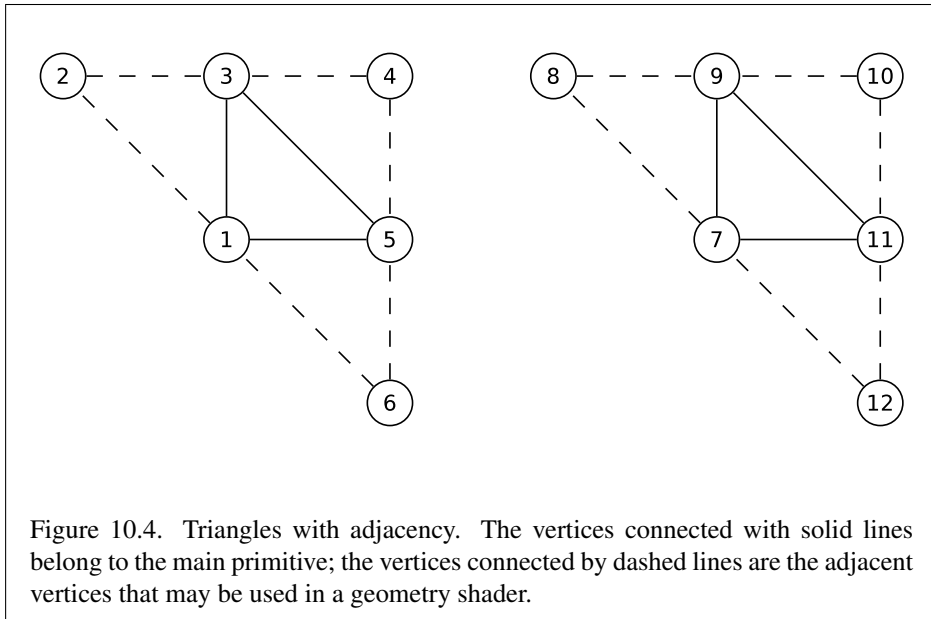 2 3 4 8 9 10
1 5 7 11
6 12
Figure 10.4. Triangles with adjacency. The vertices connected with solid lines
belong to the main primitive; the vertices connected by dashed lines are the adjacent
vertices that may be used in a geometry shader.